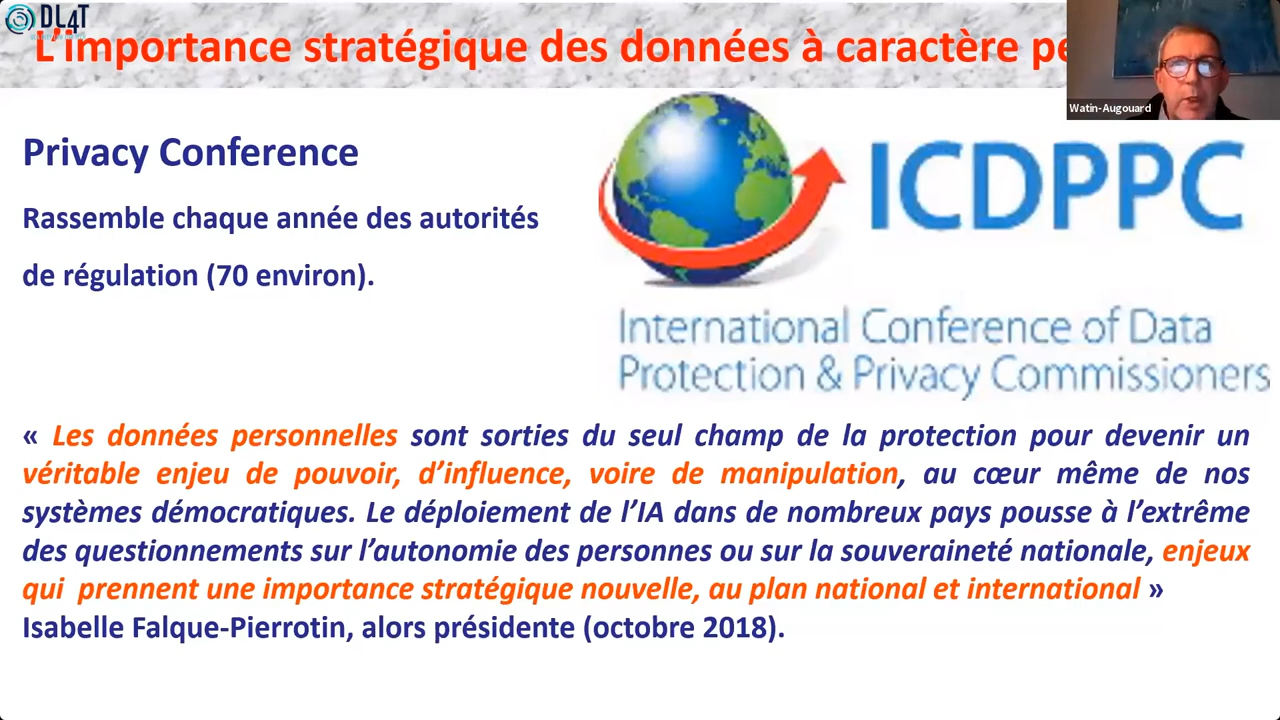 DL4T
L'importance stratégique des données à caractère pe
Watin-Augouard
Privacy Conference
Rassemble chaque année des autorités
de régulation (70 environ).
ICDPPC
International Conference of Data
Protection & Privacy Commissioners
« Les données personnelles sont sorties du seul champ de la protection pour devenir un
véritable enjeu de pouvoir, d’influence, voire de manipulation, au cœur même de nos
systèmes démocratiques. Le déploiement de l’IA dans de nombreux pays pousse à l’extrême
des questionnements sur l’autonomie des personnes ou sur la souveraineté nationale, enjeux
qui prennent une importance stratégique nouvelle, au plan national et international »
Isabelle Falque-Pierrotin, alors présidente (octobre 2018).